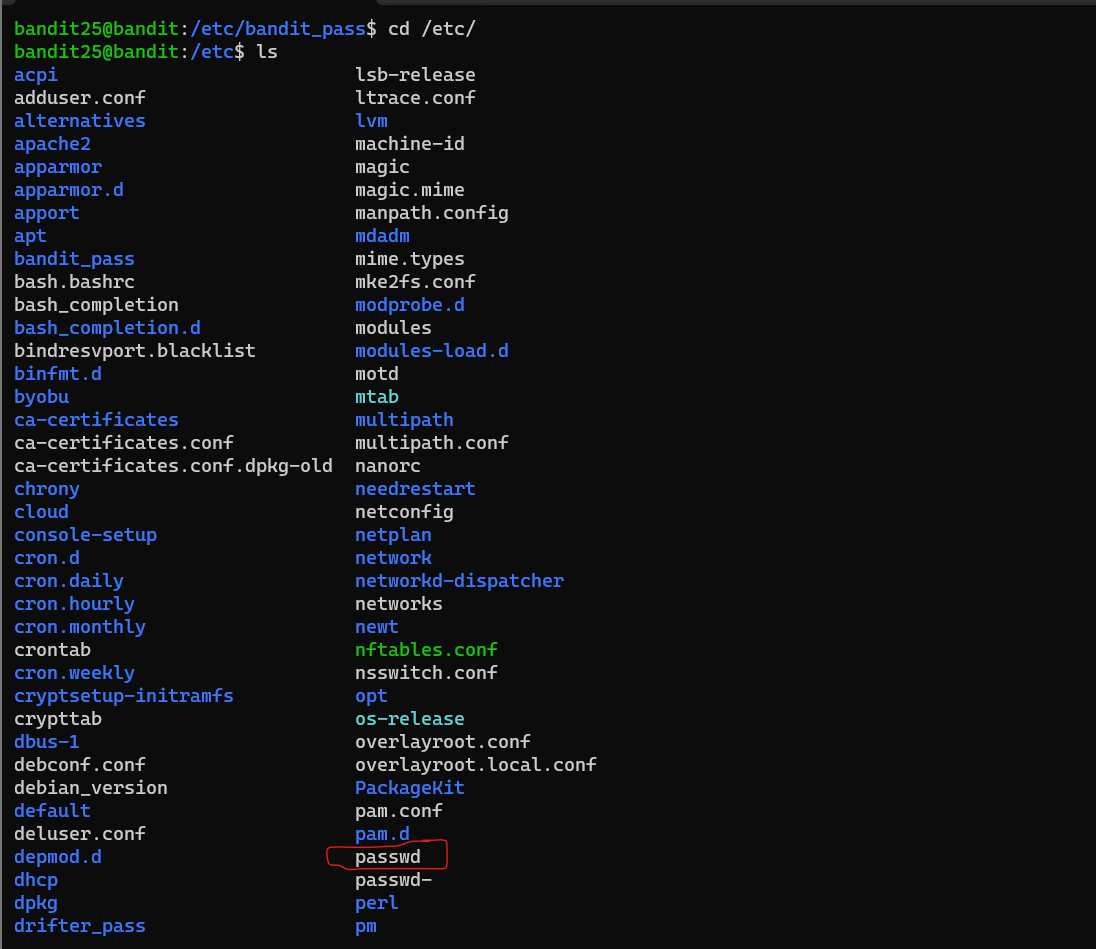 bandit25@bandit:/etc/bandit_pass$ cd /etc/
bandit25@bandit:/etc$ ls
acpi lsb-release
adduser.conf ltrace.conf
alternatives lvm
apache2 machine-id
apparmor magic
apparmor.d magic.mime
apport manpath.config
apt mdadm
bandit_pass mime.types
bash.bashrc mke2fs.conf
bash_completion modprobe.d
bash_completion.d modules
bindresvport.blacklist modules-load.d
binfmt.d motd
byobu mtab
ca-certificates multipath
ca-certificates.conf multipath.conf
ca-certificates.conf.dpkg-old nanorc
chrony needrestart
cloud netconfig
console-setup netplan
cron.d network
cron.daily networkd-dispatcher
cron.hourly networks
cron.monthly newt
crontab nftables.conf
cron.weekly nsswitch.conf
cryptsetup-initramfs opt
crypttab os-release
dbus-1 overlayroot.conf
debconf.conf overlayroot.local.conf
debian_version PackageKit
default pam.conf
deluser.conf pam.d
depmod.d passwd
dhcp passwd-
dpkg perl
drifter_pass pm